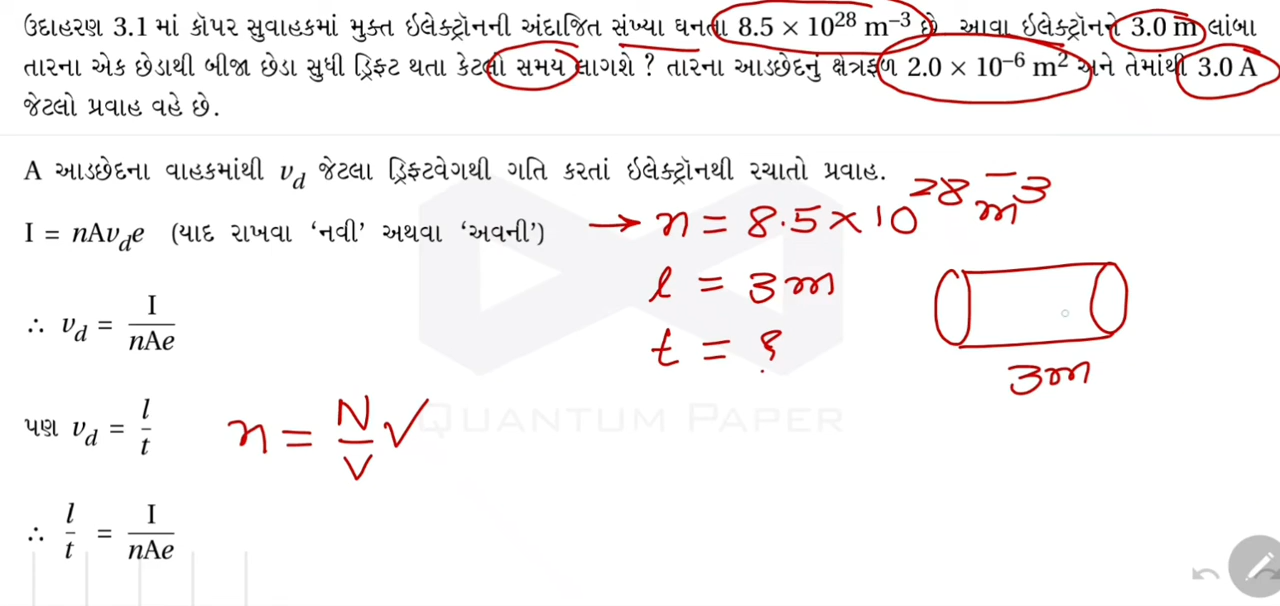 ઉદાહરણ 3.1 માં કૉપર સુવાહકમાં મુક્ત ઇલેક્ટ્રૉનની અંદાજિત સંખ્યા ઘનતા 8.5 × 10²⁸ m⁻³ છે. આવા ઇલેક્ટ્રૉનને 3.0 m લાંબા
તારના એક છેડાથી બીજા છેડા સુધી ડ્રિફ્ટ થતા કેટલો સમય લાગશે ? તારના આડછેદનું ક્ષેત્રફળ 2.0 × 10⁻⁶ m² અને તેમાંથી 3.0 A
જેટલો પ્રવાહ વહે છે.
A આડછેદના વાહકમાંથી v_d જેટલા ડ્રિફ્ટવેગથી ગતિ કરતાં ઇલેક્ટ્રૉનથી રચાતો પ્રવાહ.
→ n = 8.5 × 10²⁸ m⁻³
I = nAv_de (યાદ રાખવા ‘નવી’ અથવા ‘અવની’)
l = 3m
∴ v_d = I / nAe
t = ?
3m
પણ v_d = l / t
n = N / V ✓
QUANTUM PAPER
∴ l / t = I / nAe